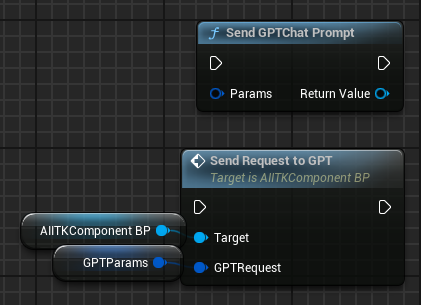 Send GPTChat Prompt
Params Return Value
Send Request to GPT
Target is AIITKComponent BP
AIITKComponent BP
Target
GPTParams
GPTRequest